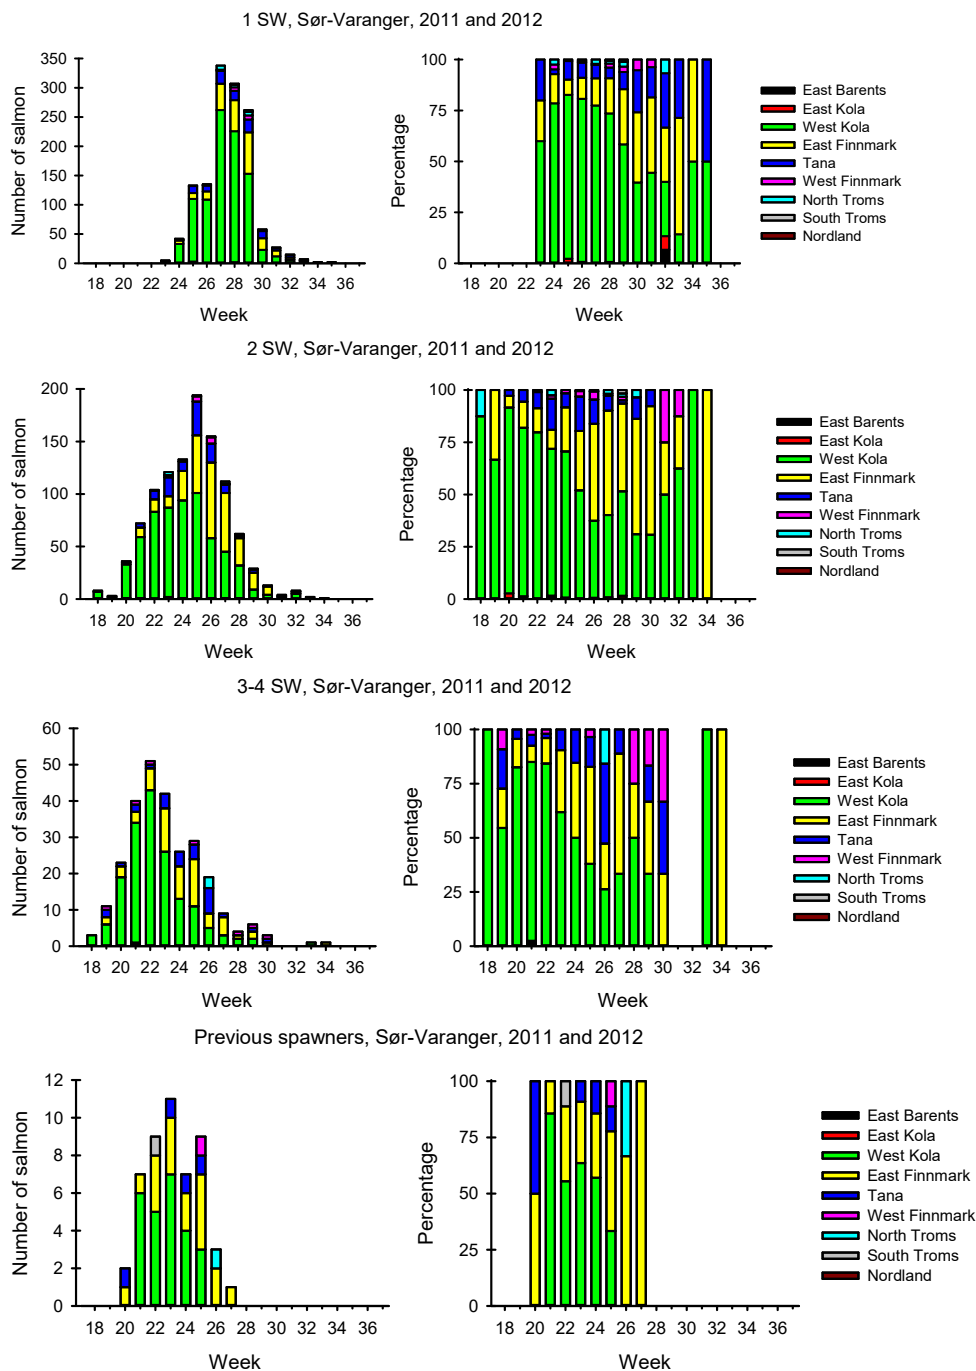 1 SW, Sør-Varanger, 2011 and 2012
Number of salmon
350
300
250
200
150
100
50
0
18 20 22 24 26 28 30 32 34 36
Week
Percentage
100
75
50
25
0
18 20 22 24 26 28 30 32 34 36
Week
East Barents
East Kola
West Kola
East Finnmark
Tana
West Finnmark
North Troms
South Troms
Nordland
2 SW, Sør-Varanger, 2011 and 2012
Number of salmon
200
150
100
50
0
18 20 22 24 26 28 30 32 34 36
Week
Percentage
100
75
50
25
0
18 20 22 24 26 28 30 32 34 36
Week
East Barents
East Kola
West Kola
East Finnmark
Tana
West Finnmark
North Troms
South Troms
Nordland
3-4 SW, Sør-Varanger, 2011 and 2012
Number of salmon
60
50
40
30
20
10
0
18 20 22 24 26 28 30 32 34 36
Week
Percentage
100
75
50
25
0
18 20 22 24 26 28 30 32 34 36
Week
East Barents
East Kola
West Kola
East Finnmark
Tana
West Finnmark
North Troms
South Troms
Nordland
Previous spawners, Sør-Varanger, 2011 and 2012
Number of salmon
12
10
8
6
4
2
0
18 20 22 24 26 28 30 32 34 36
Week
Percentage
100
75
50
25
0
18 20 22 24 26 28 30 32 34 36
Week
East Barents
East Kola
West Kola
East Finnmark
Tana
West Finnmark
North Troms
South Troms
Nordland